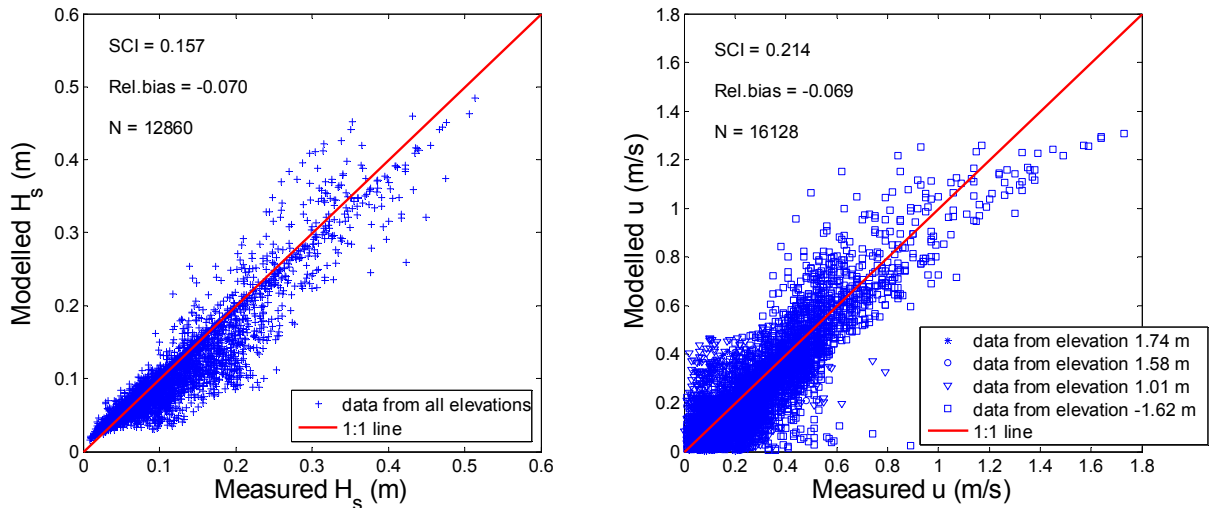 0.6
0.5
0.4
0.3
0.2
0.1
0
SCI = 0.157
Rel.bias = -0.070
N = 12860
Modelled H_s (m)
data from all elevations
1:1 line
0 0.1 0.2 0.3 0.4 0.5 0.6
Measured H_s (m)
1.8
1.6
1.4
1.2
1
0.8
0.6
0.4
0.2
0
SCI = 0.214
Rel.bias = -0.069
N = 16128
Modelled u (m/s)
data from elevation 1.74 m
data from elevation 1.58 m
data from elevation 1.01 m
data from elevation -1.62 m
1:1 line
0 0.2 0.4 0.6 0.8 1 1.2 1.4 1.6 1.8
Measured u (m/s)